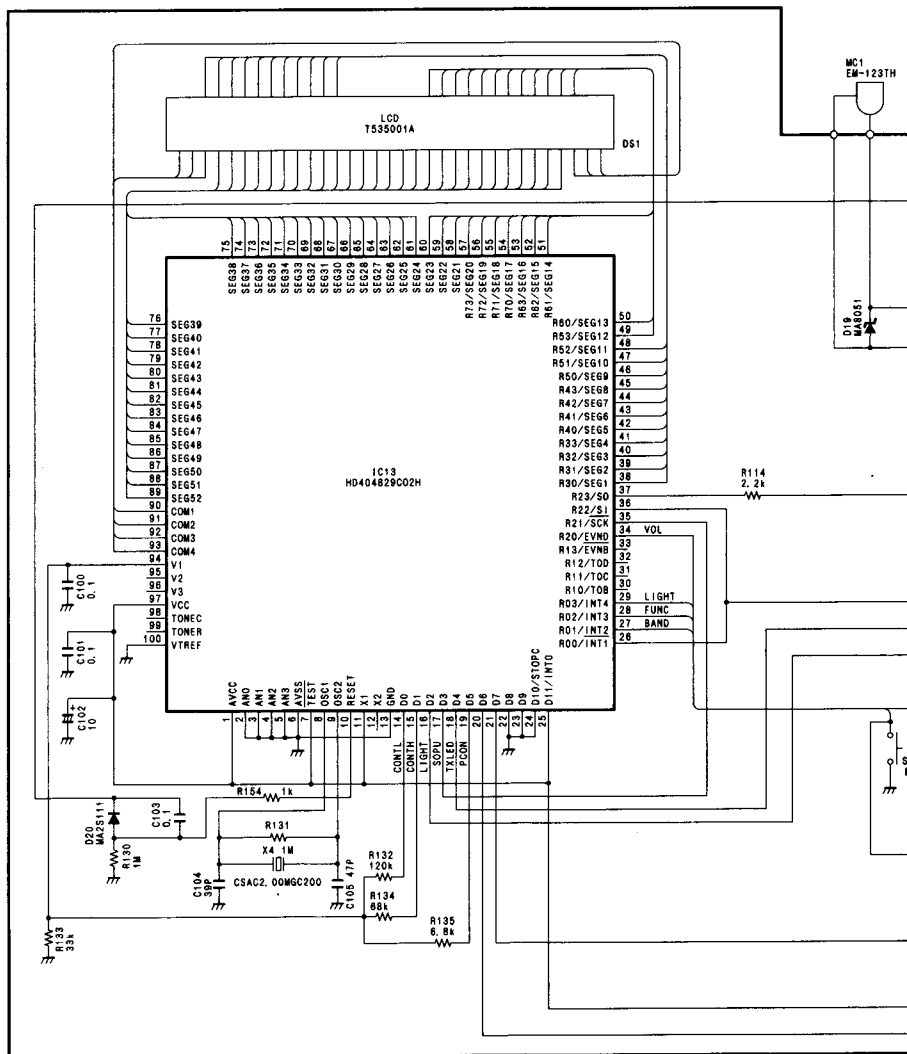 MC1
EM-123TH
LCD
T535001A
DS1
75 74 73 72 71 70 69 68 67 66 65 64 63 62 61 60 59 58 57 56 55 54 53 52 51
SEG38
SEG37
SEG36
SEG35
SEG34
SEG33
SEG32
SEG31
SEG30
SEG29
SEG28
SEG27
SEG26
SEG25
SEG24
SEG23
SEG22
SEG21
R73/SEG20
R72/SEG19
R71/SEG18
R70/SEG17
R63/SEG16
R62/SEG15
R61/SEG14
76 SEG39
77 SEG40
78 SEG41
79 SEG42
80 SEG43
81 SEG44
82 SEG45
83 SEG46
84 SEG47
85 SEG48
86 SEG49
87 SEG50
88 SEG51
89 SEG52
90 COM1
91 COM2
92 COM3
93 COM4
94 V1
95 V2
96 V3
97 VCC
98 TONEC
99 TONER
100 VTREF
IC13
HD404829C02H
R60/SEG13 50
R53/SEG12 49
R52/SEG11 48
R51/SEG10 47
R50/SEG9 46
R43/SEG8 45
R42/SEG7 44
R41/SEG6 43
R40/SEG5 42
R33/SEG4 41
R32/SEG3 40
R31/SEG2 39
R30/SEG1 38
R23/SO 37
R22/SI 36
R21/SCK 35
R20/EVND 34 VOL
R13/EVNB 33
R12/TOD 32
R11/TOC 31
R10/TOB 30
R03/INT4 29 LIGHT
R02/INT3 28 FUNC
R01/INT2 27 BAND
R00/INT1 26
D19
MA8051
R114
2.2k
C100
0.1
C101
0.1
C102
10
+
AVCC
AN0
AN1
AN2
AN3
AVSS
TEST
OSC1
OSC2
RESET
X1
X2
GND
D0
D1
D2
D3
D4
D5
D6
D7
D8
D9
D10/STOPC
D11/INT0
1 2 3 4 5 6 7 8 9 10 11 12 13 14 15 16 17 18 19 20 21 22 23 24 25
CONTL
CONTH
LIGHT
SOPU
TXLED
PCON
S
R154 1k
D20
MA2S111
C103
0.1
R130
1M
R131
X4 1M
CSAC2.00MGC200
C104
39P
C105 47P
R132
120k
R134
68k
R135
6.8k
R133
33k